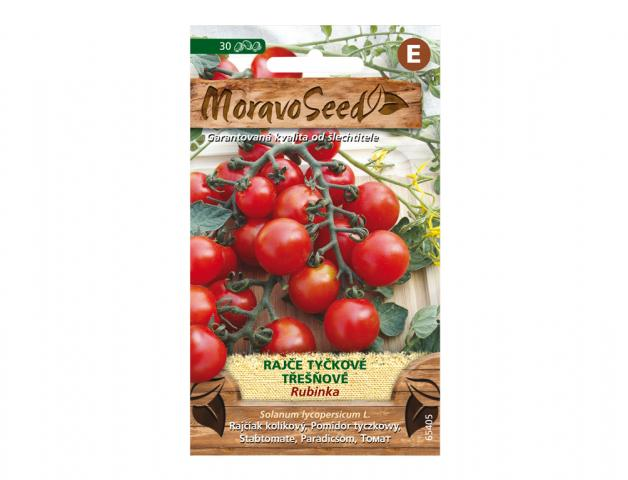 30
E
MoravoSeed
Garantovaná kvalita od šlechtitele
RAJČE TYČKOVÉ
TŘEŠŇOVÉ
Rubinka
Solanum lycopersicum L.
Rajčiak kolíkový, Pomidor tyczkowy,
Stabtomate, Paradicsom, Томат
65405